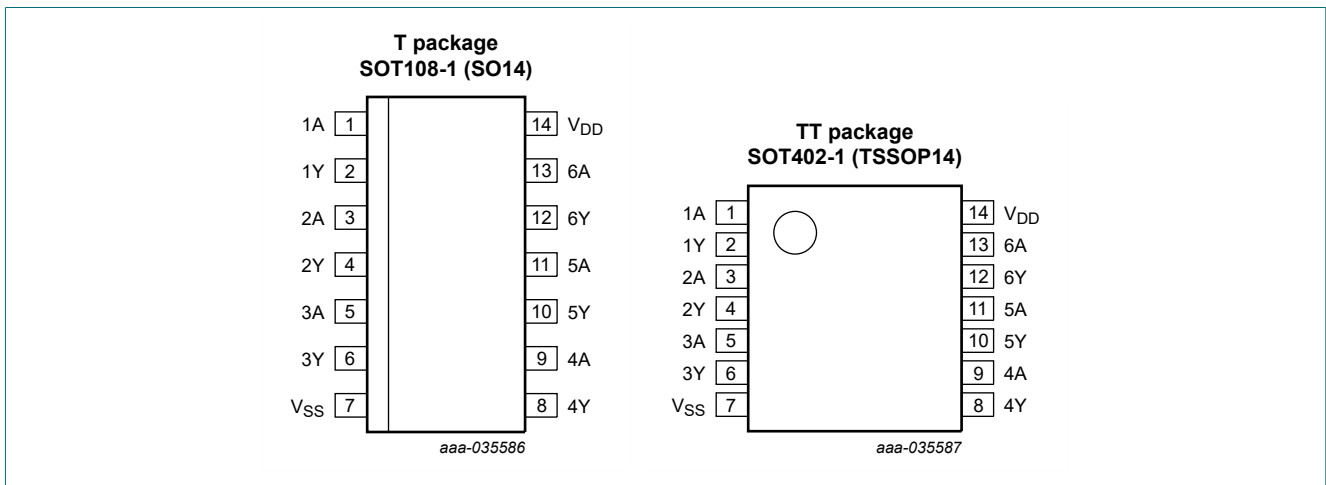 T package
SOT108-1 (SO14)
1A 1 14 VDD
1Y 2 13 6A
2A 3 12 6Y
2Y 4 11 5A
3A 5 10 5Y
3Y 6 9 4A
VSS 7 8 4Y
aaa-035586
TT package
SOT402-1 (TSSOP14)
1A 1 14 VDD
1Y 2 13 6A
2A 3 12 6Y
2Y 4 11 5A
3A 5 10 5Y
3Y 6 9 4A
VSS 7 8 4Y
aaa-035587